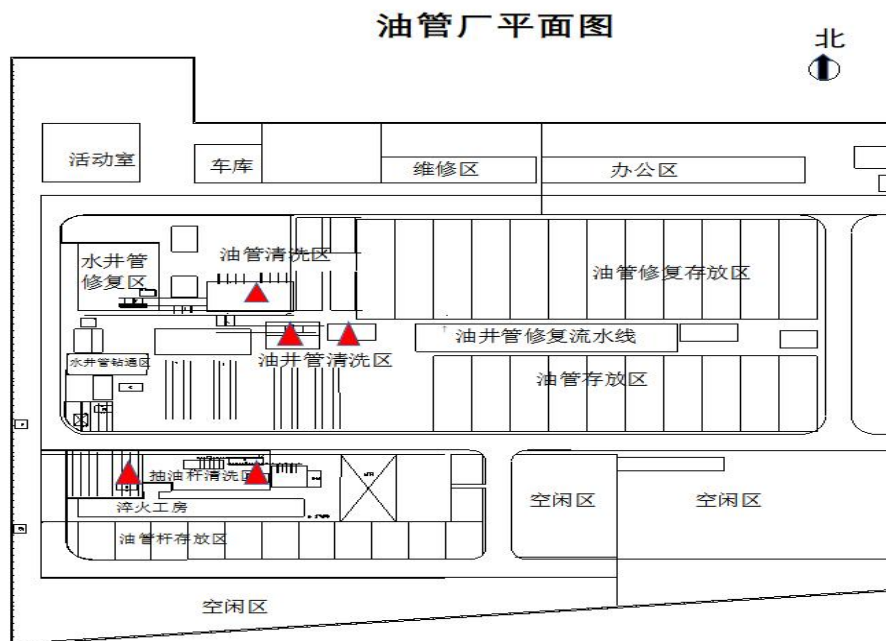 油管厂平面图
北
活动室
车库
维修区
办公区
水井管
修复区
油管清洗区
油管修复存放区
油井管清洗区
油井管修复流水线
水井管钻通区
油管存放区
抽油杆清洗区
淬火工房
油管杆存放区
空闲区
空闲区
空闲区